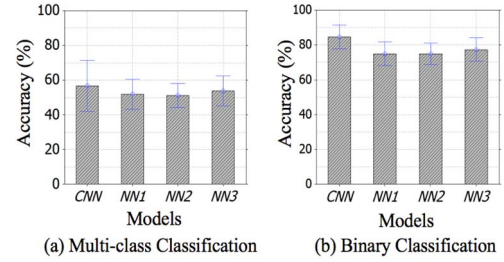 100
80
60
40
20
0
Accuracy (%)
CNN NN1 NN2 NN3
Models
(a) Multi-class Classification
100
80
60
40
20
0
Accuracy (%)
CNN NN1 NN2 NN3
Models
(b) Binary Classification